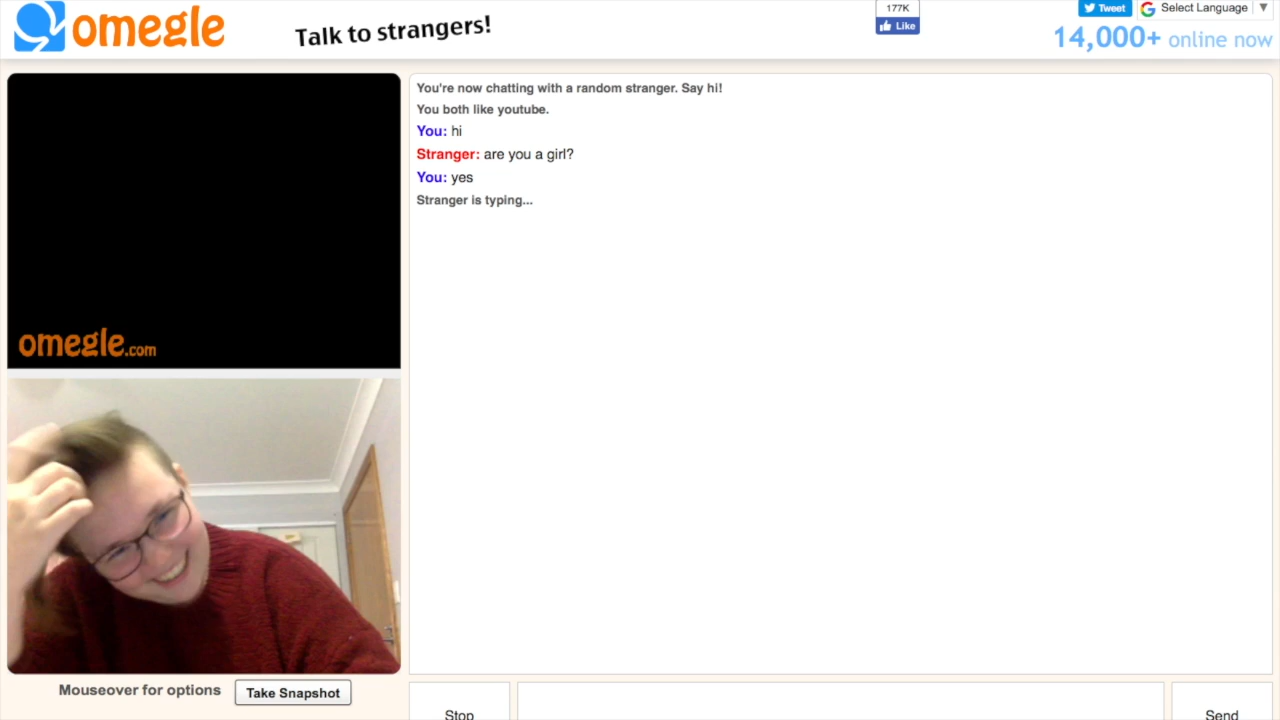 omegle
Talk to strangers!
177K
Like
Tweet
Select Language ▼
14,000+ online now
omegle.com
You're now chatting with a random stranger. Say hi!
You both like youtube.
You: hi
Stranger: are you a girl?
You: yes
Stranger is typing...
Mouseover for options
Take Snapshot
Stop
Send